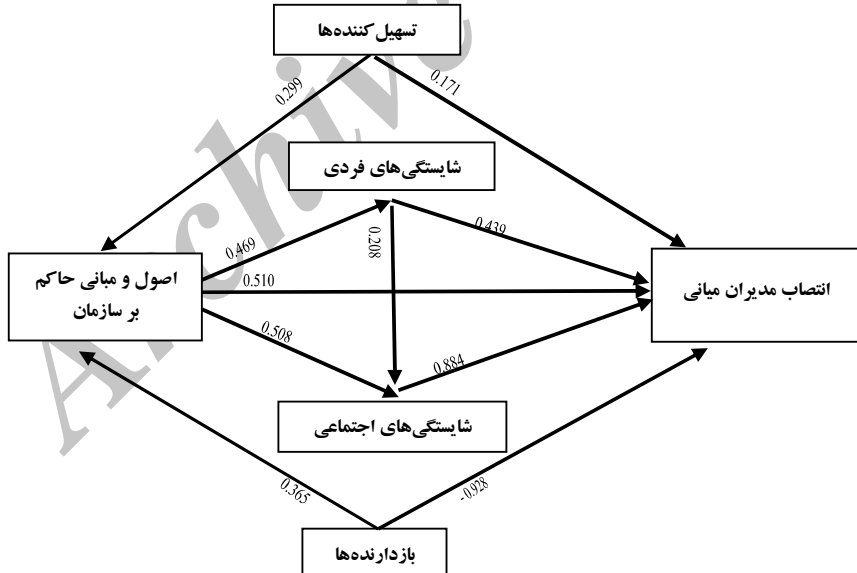 تسهیل‌کننده‌ها
0.299
0.171
شایستگی‌های فردی
0.469
0.208
0.439
اصول و مبانی حاکم
بر سازمان
0.510
انتصاب مدیران میانی
0.508
0.884
شایستگی‌های اجتماعی
0.365
-0.928
بازدارنده‌ها
Archive